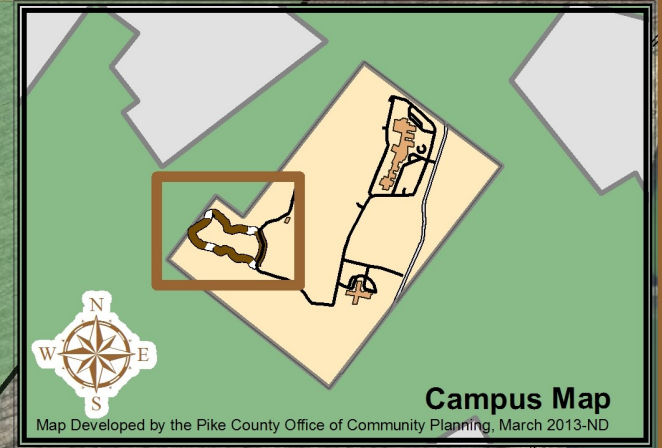 N
W E
S
Campus Map
Map Developed by the Pike County Office of Community Planning, March 2013-ND